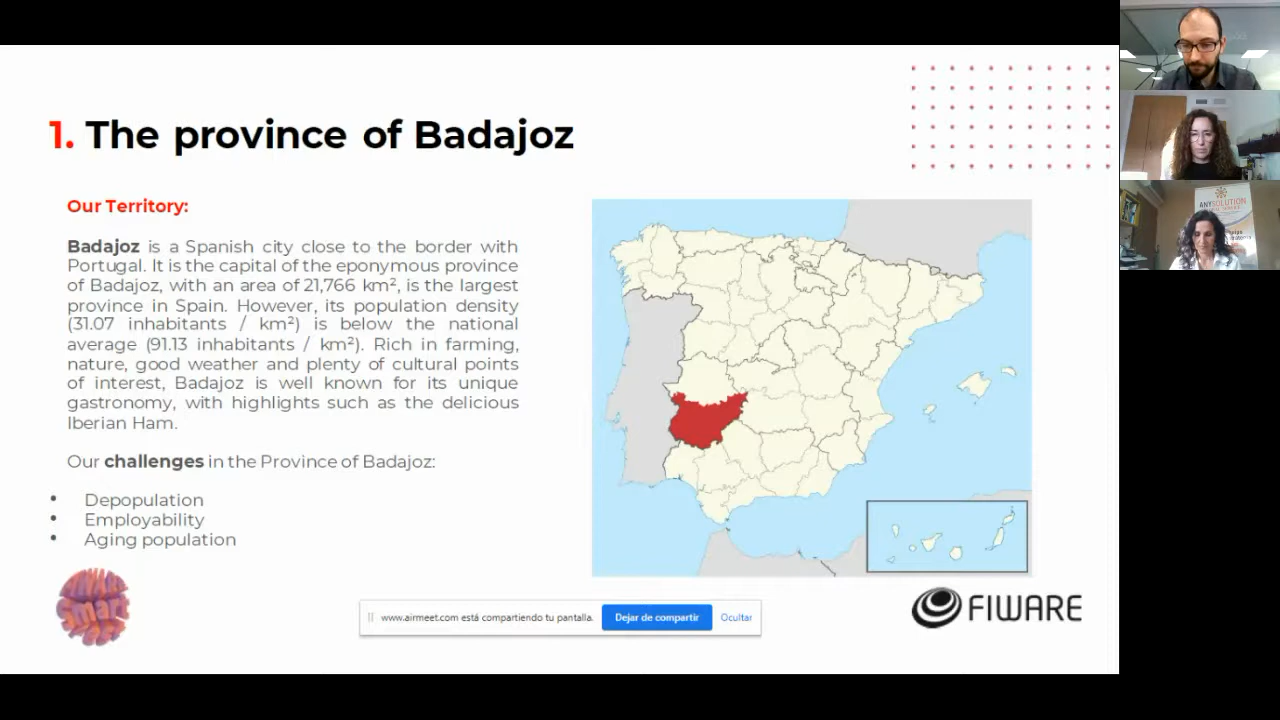 1. The province of Badajoz
Our Territory:
Badajoz is a Spanish city close to the border with
Portugal. It is the capital of the eponymous province
of Badajoz, with an area of 21,766 km², is the largest
province in Spain. However, its population density
(31.07 inhabitants / km²) is below the national
average (91.13 inhabitants / km²). Rich in farming,
nature, good weather and plenty of cultural points
of interest, Badajoz is well known for its unique
gastronomy, with highlights such as the delicious
Iberian Ham.
Our challenges in the Province of Badajoz:
• Depopulation
• Employability
• Aging population
smart
www.airmeet.com está compartiendo tu pantalla.
Dejar de compartir
Ocultar
FIWARE
ANYSOLUTION